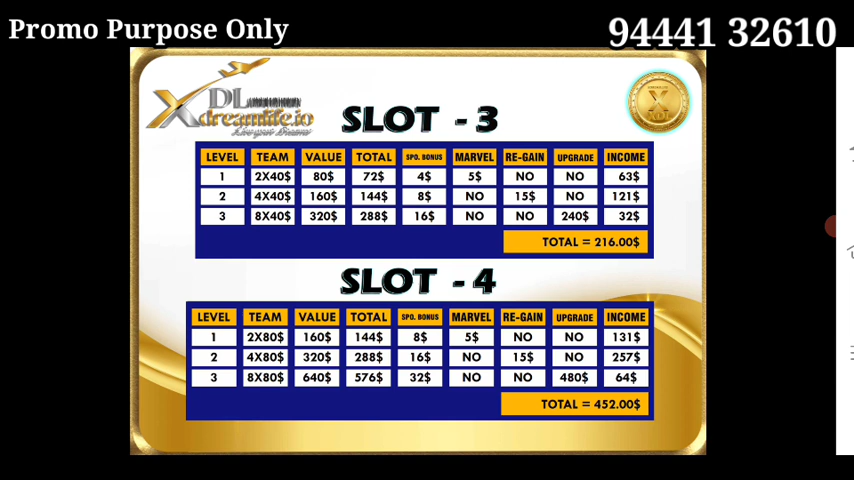 Promo Purpose Only
94441 32610
XDL
dreamlife.io
SLOT - 3
LEVEL TEAM VALUE TOTAL SPO. BONUS MARVEL RE-GAIN UPGRADE INCOME
1 2X40$ 80$ 72$ 4$ 5$ NO NO 63$
2 4X40$ 160$ 144$ 8$ NO 15$ NO 121$
3 8X40$ 320$ 288$ 16$ NO NO 240$ 32$
TOTAL = 216.00$
SLOT - 4
LEVEL TEAM VALUE TOTAL SPO. BONUS MARVEL RE-GAIN UPGRADE INCOME
1 2X80$ 160$ 144$ 8$ 5$ NO NO 131$
2 4X80$ 320$ 288$ 16$ NO 15$ NO 257$
3 8X80$ 640$ 576$ 32$ NO NO 480$ 64$
TOTAL = 452.00$